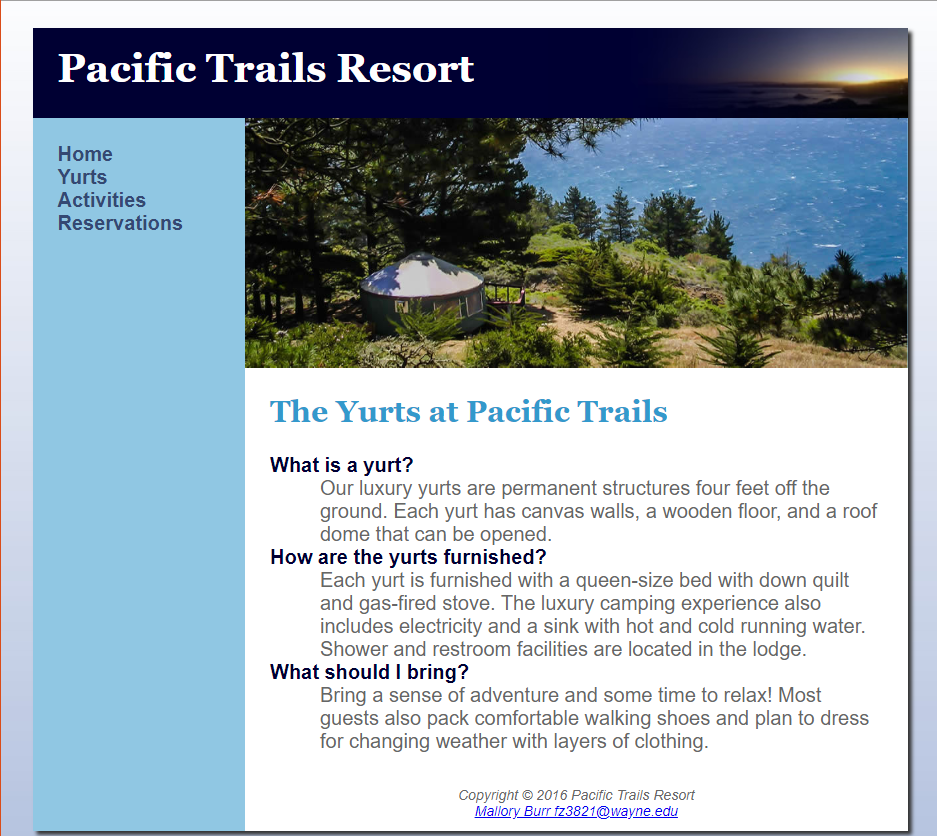 Pacific Trails Resort
Home
Yurts
Activities
Reservations
The Yurts at Pacific Trails
What is a yurt?
Our luxury yurts are permanent structures four feet off the
ground. Each yurt has canvas walls, a wooden floor, and a roof
dome that can be opened.
How are the yurts furnished?
Each yurt is furnished with a queen-size bed with down quilt
and gas-fired stove. The luxury camping experience also
includes electricity and a sink with hot and cold running water.
Shower and restroom facilities are located in the lodge.
What should I bring?
Bring a sense of adventure and some time to relax! Most
guests also pack comfortable walking shoes and plan to dress
for changing weather with layers of clothing.
Copyright © 2016 Pacific Trails Resort
Mallory Burr fz3821@wayne.edu